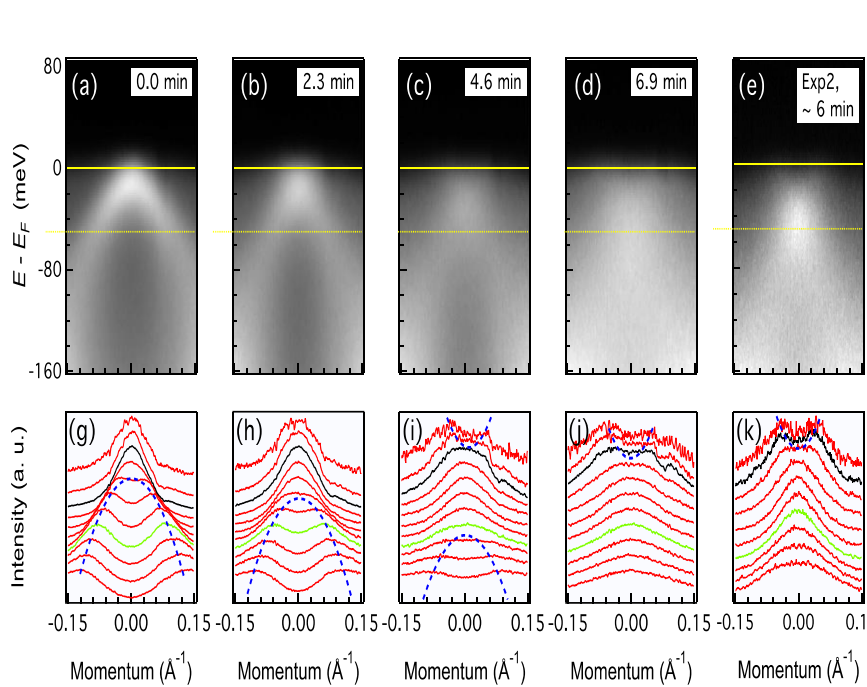 (a) 0.0 min
(b) 2.3 min
(c) 4.6 min
(d) 6.9 min
(e) Exp2,
~ 6 min
80
0
-80
-160
E - E_F (meV)
(g)
(h)
(i)
(j)
(k)
Intensity (a. u.)
-0.15 0.00 0.15
-0.15 0.00 0.15
-0.15 0.00 0.15
-0.15 0.00 0.15
-0.15 0.00 0.1
Momentum (Å⁻¹)
Momentum (Å⁻¹)
Momentum (Å⁻¹)
Momentum (Å⁻¹)
Momentum (Å⁻¹)